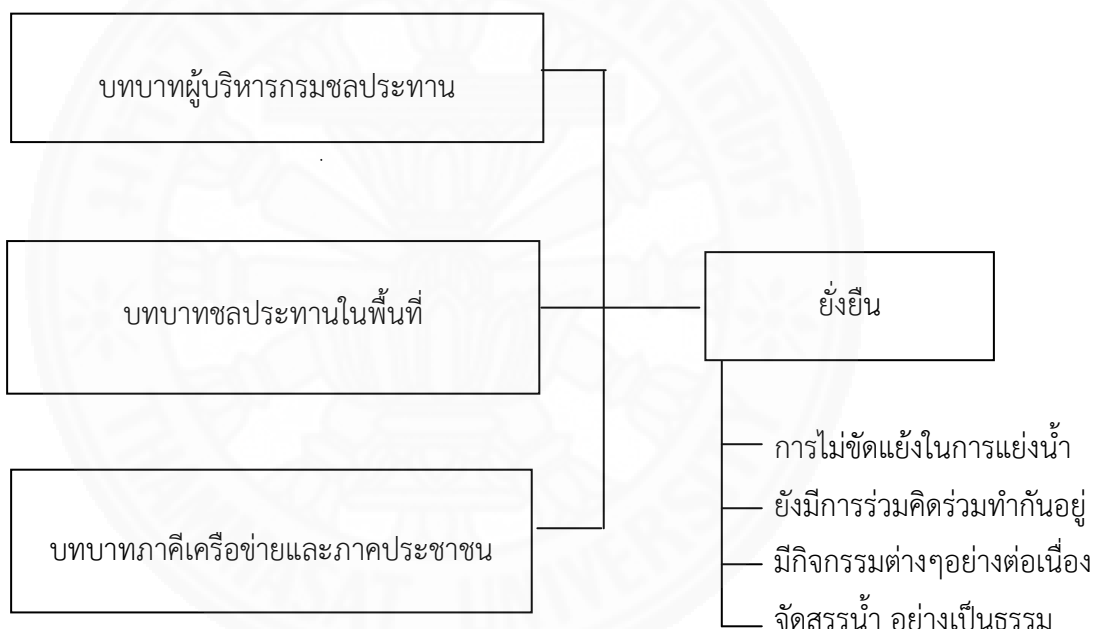 บทบาทผู้บริหารกรมชลประทาน
บทบาทชลประทานในพื้นที่
ยั่งยืน
การไม่ขัดแย้งในการแย่งน้ำ
ยังมีการร่วมคิดร่วมทำกันอยู่
บทบาทภาคีเครือข่ายและภาคประชาชน
มีกิจกรรมต่างๆอย่างต่อเนื่อง
จัดสรรน้ำ อย่างเป็นธรรม